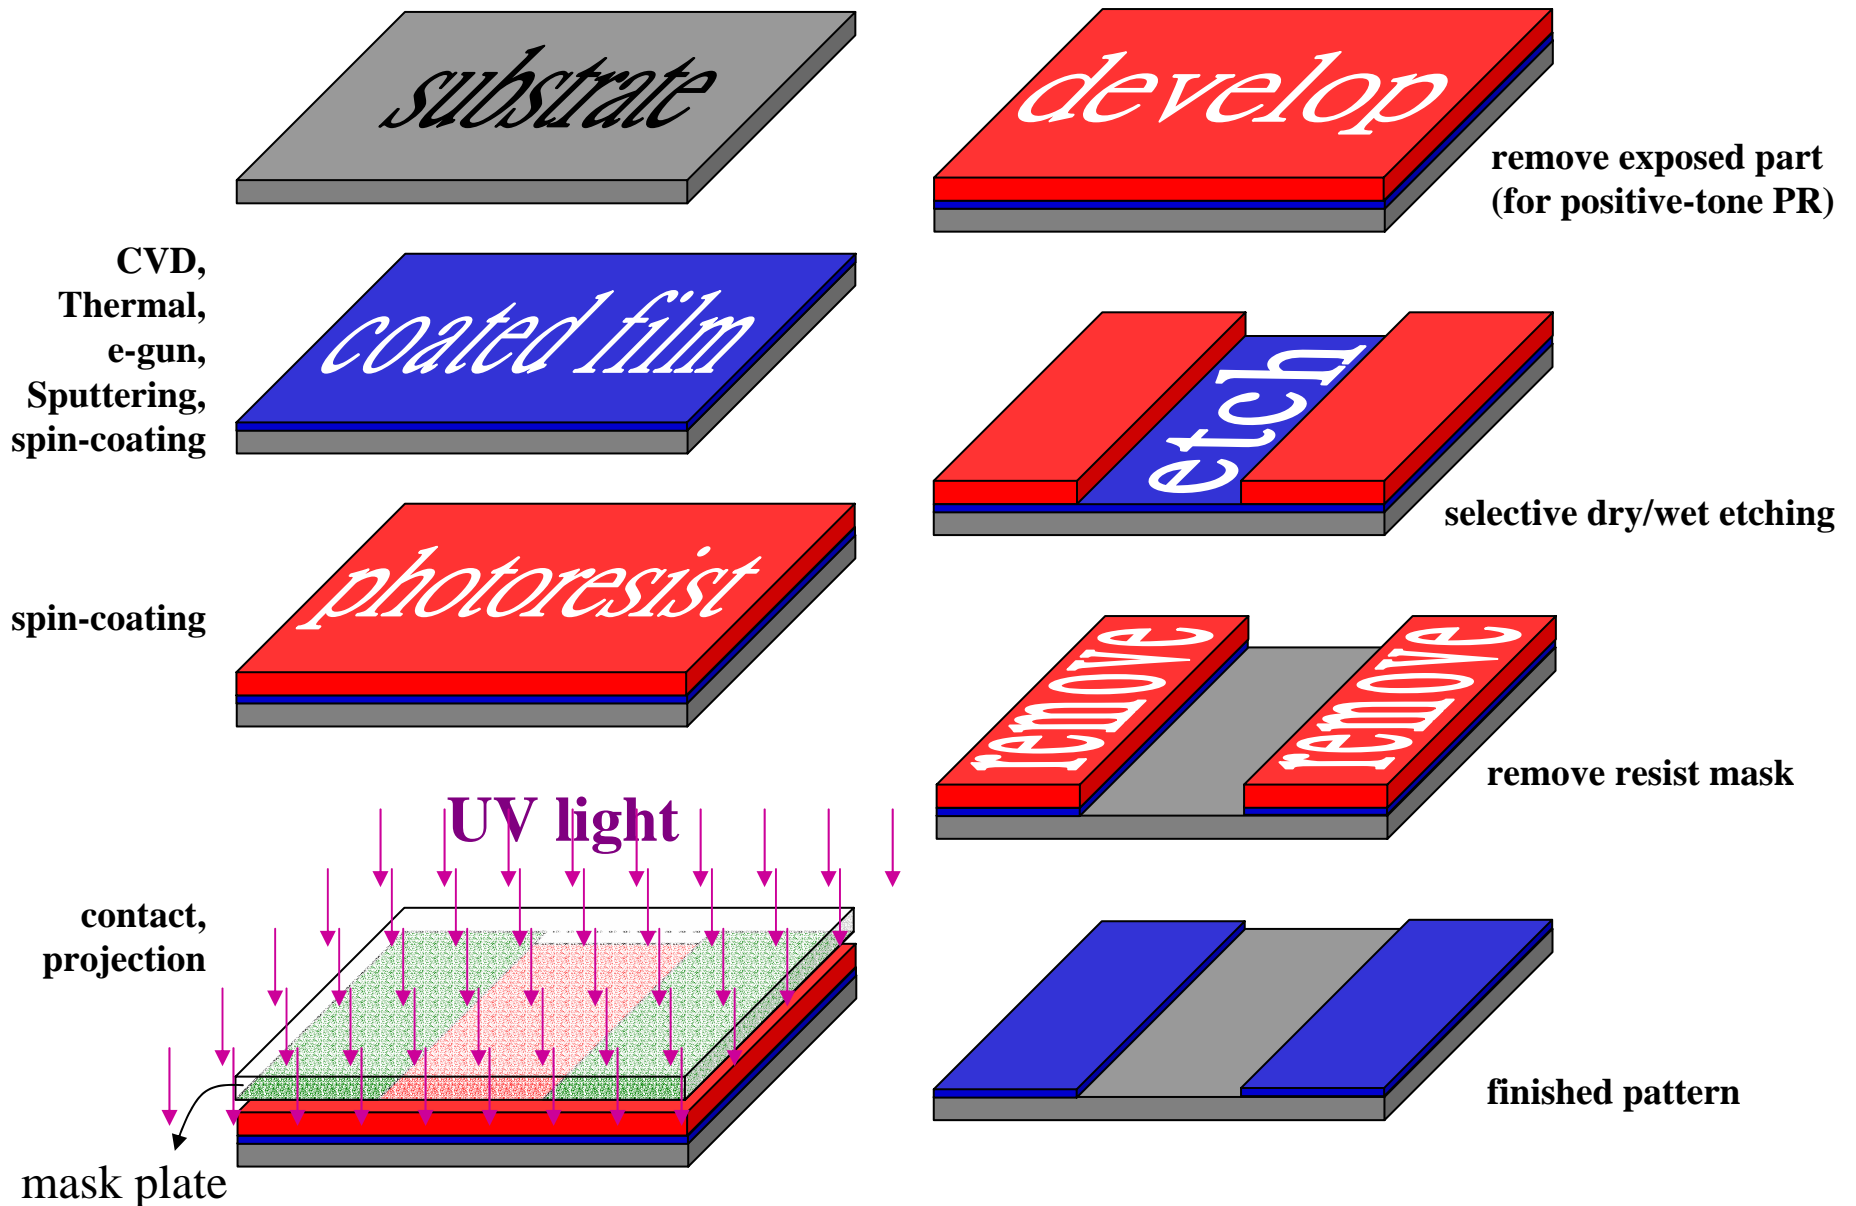 substrate
CVD,
Thermal,
e-gun,
Sputtering,
spin-coating
coated film
spin-coating
photoresist
UV light
contact,
projection
mask plate
develop
remove exposed part
(for positive-tone PR)
etch
selective dry/wet etching
remove
remove
remove resist mask
finished pattern